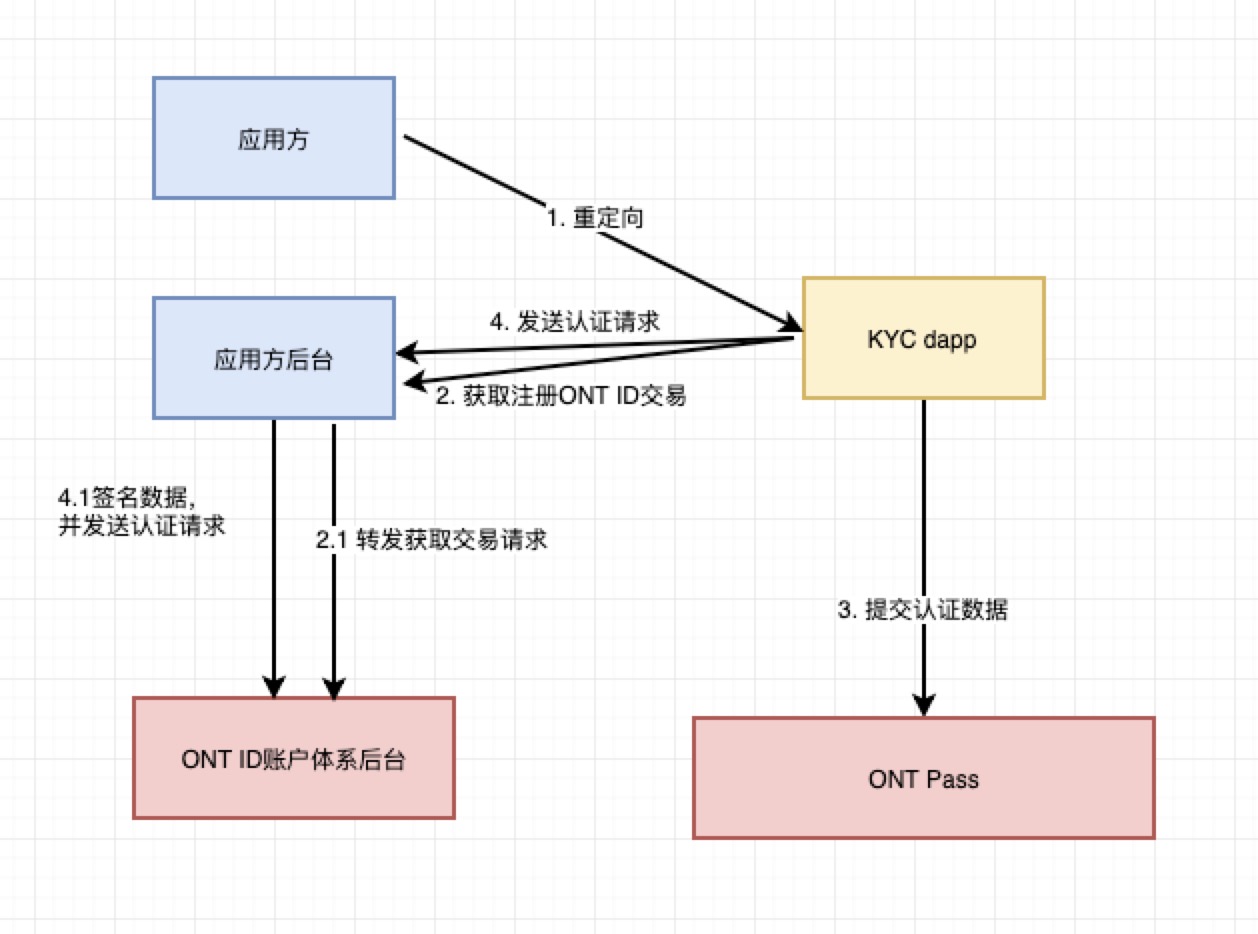 应用方
1. 重定向
4. 发送认证请求
KYC dapp
应用方后台
2. 获取注册ONT ID交易
4.1签名数据,
并发送认证请求
2.1 转发获取交易请求
3. 提交认证数据
ONT ID账户体系后台
ONT Pass